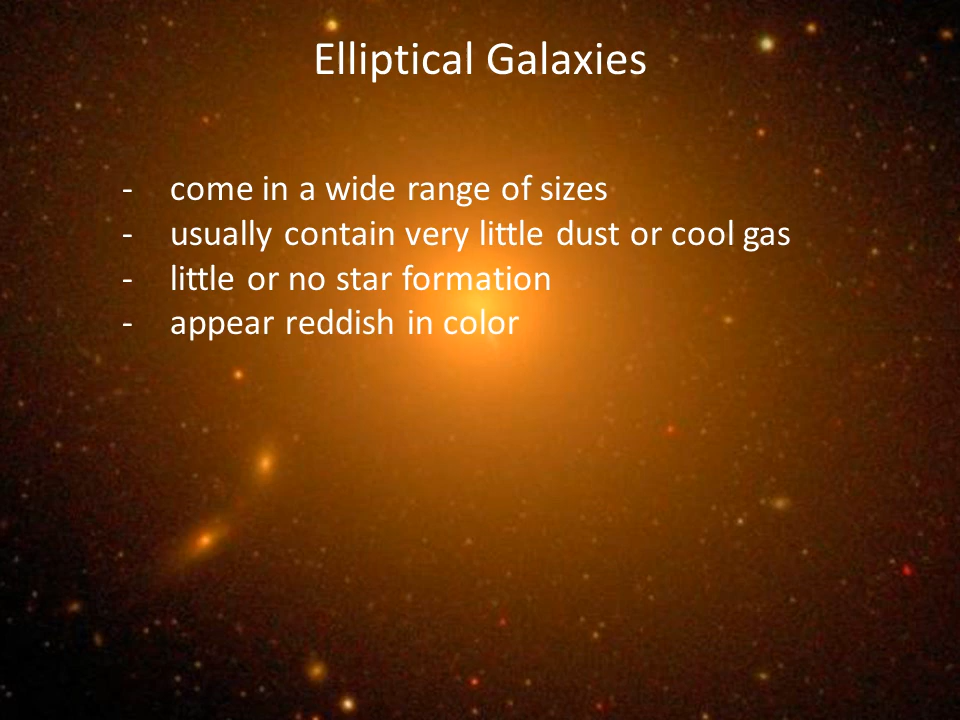 Elliptical Galaxies
- come in a wide range of sizes
- usually contain very little dust or cool gas
- little or no star formation
- appear reddish in color